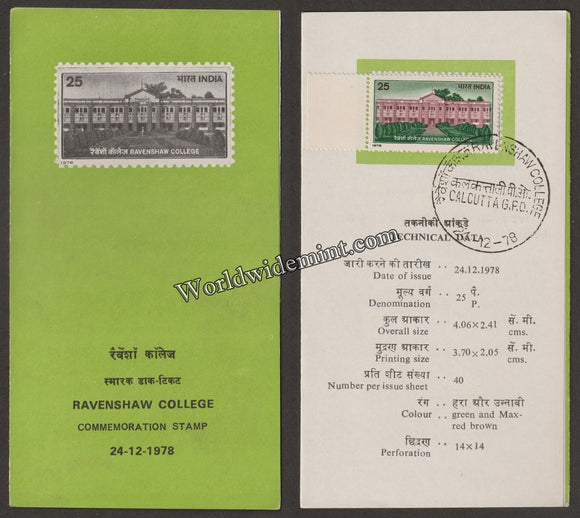 25 भारत INDIA
रैवेंशॉ कॉलेज RAVENSHAW COLLEGE
1978
रैवेंशॉ कॉलेज
स्मारक डाक-टिकट
RAVENSHAW COLLEGE
COMMEMORATION STAMP
24-12-1978
25 भारत INDIA
रैवेंशॉ कॉलेज RAVENSHAW COLLEGE
1978
RAVENSHAW COLLEGE
कलकत्ता जी.पी.ओ.
CALCUTTA G.P.O.
-12-78
तकनीकी आंकड़े
TECHNICAL DATA
जारी करने की तारीख .. 24.12.1978
Date of issue
मूल्य वर्ग .. 25 पै.
Denomination P.
कुल आकार .. 4.06×2.41 सें. मी.
Overall size cms.
मुद्रण आकार .. 3.70×2.05 सें. मी.
Printing size cms.
प्रति शीट संख्या .. 40
Number per issue sheet
रंग .. हरा और उन्नाबी
Colour green and Max-
red brown
छिद्रण .. 14×14
Perforation
Worldwidemint.com